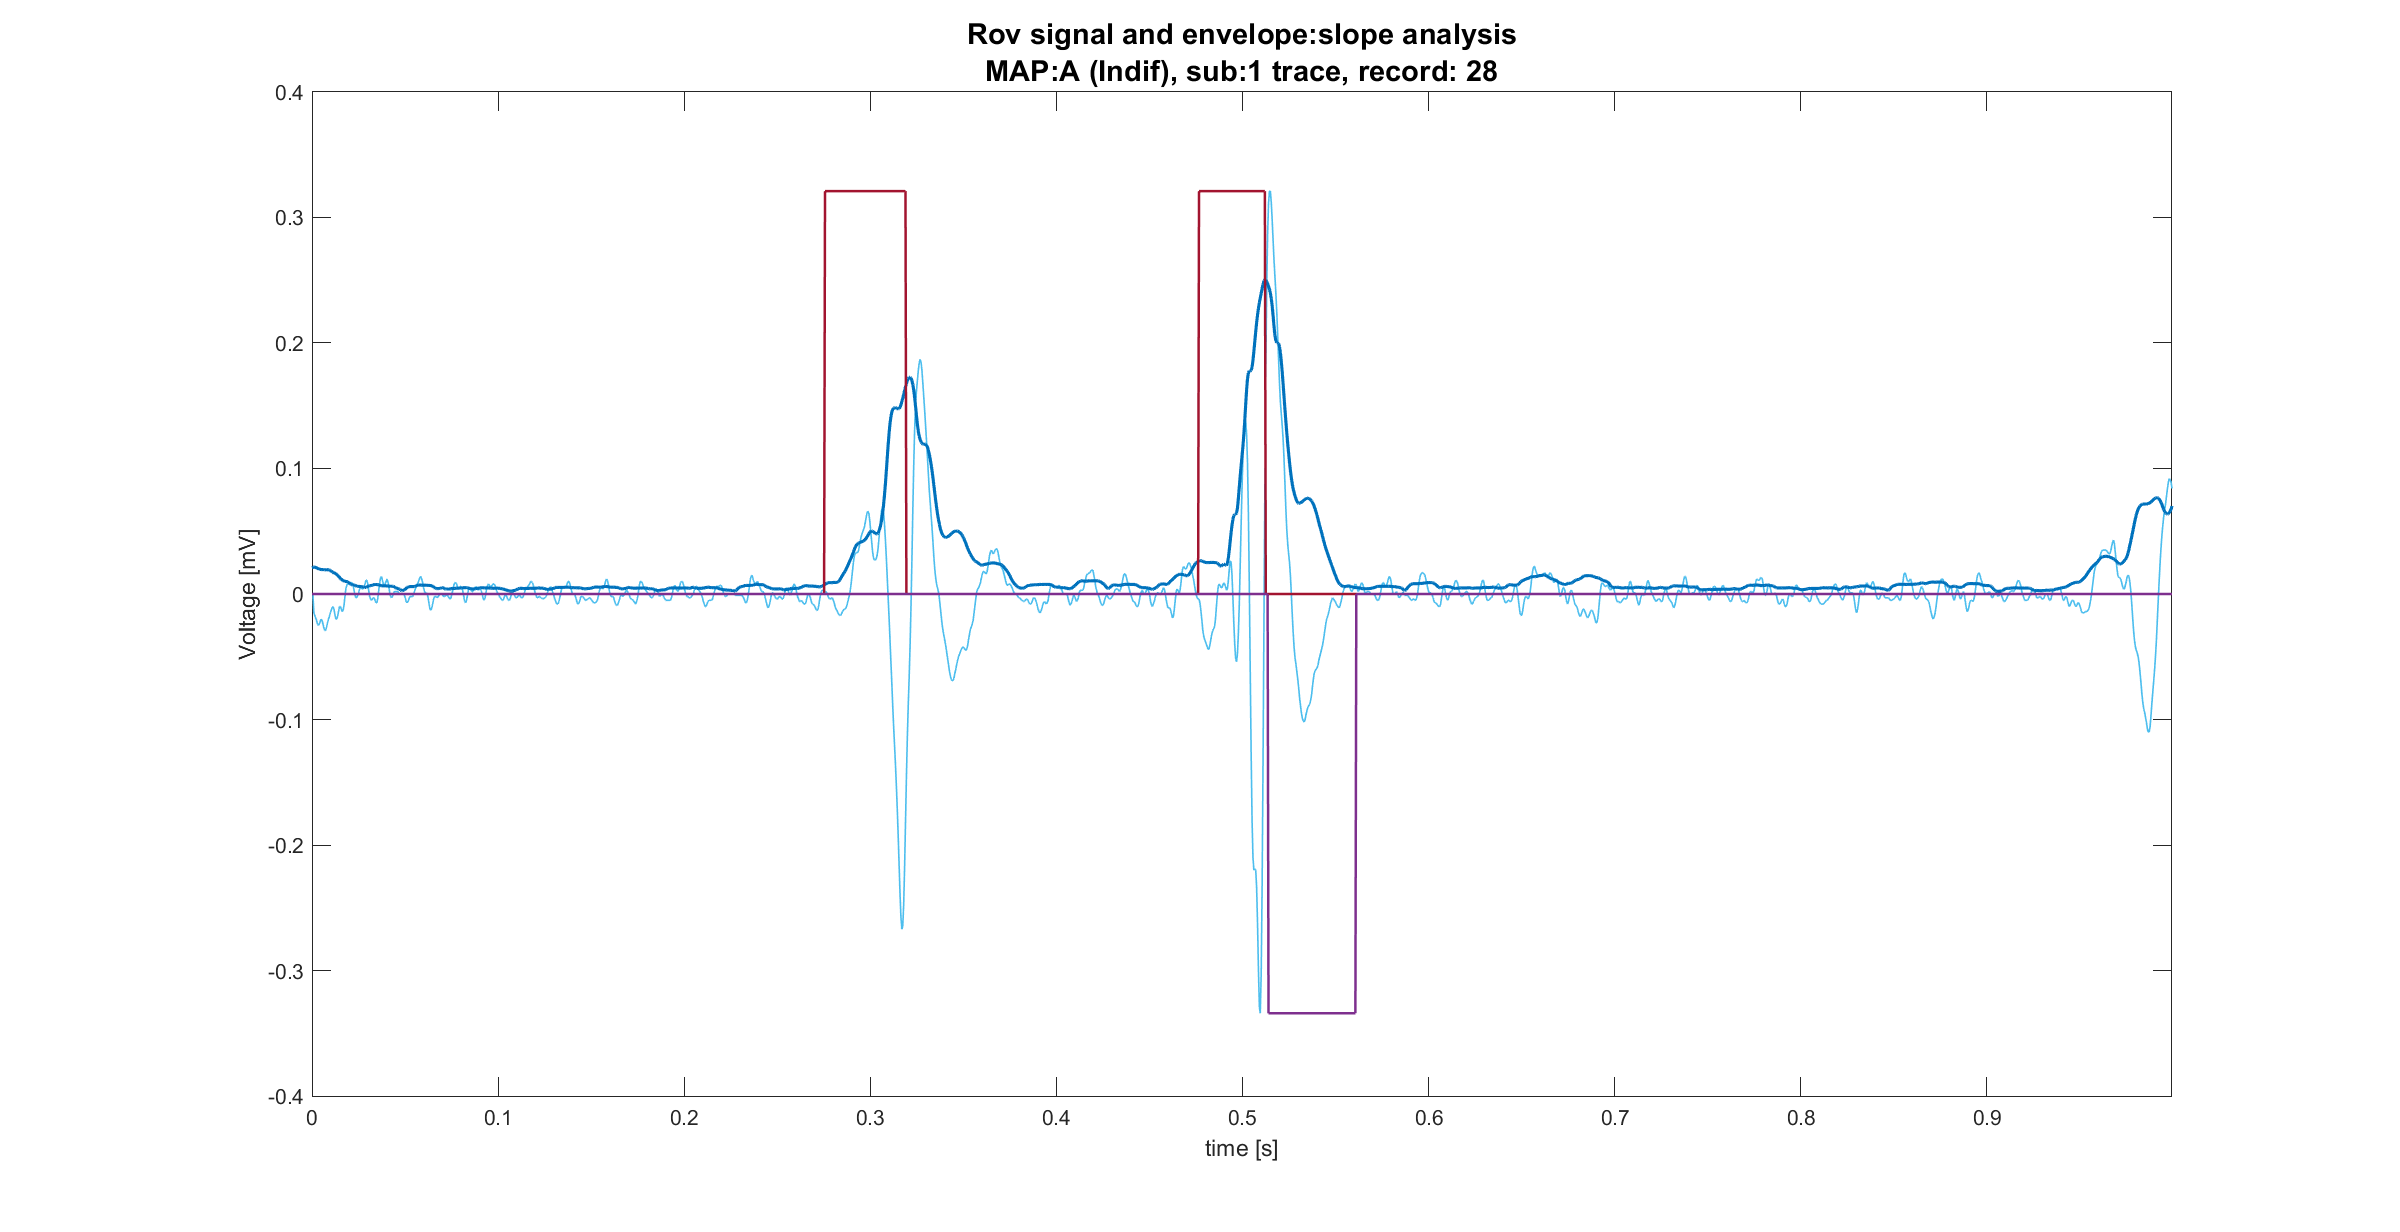 Rov signal and envelope:slope analysis
MAP:A (Indif), sub:1 trace, record: 28
0.4
0.3
0.2
0.1
0
-0.1
-0.2
-0.3
-0.4
Voltage [mV]
0 0.1 0.2 0.3 0.4 0.5 0.6 0.7 0.8 0.9
time [s]